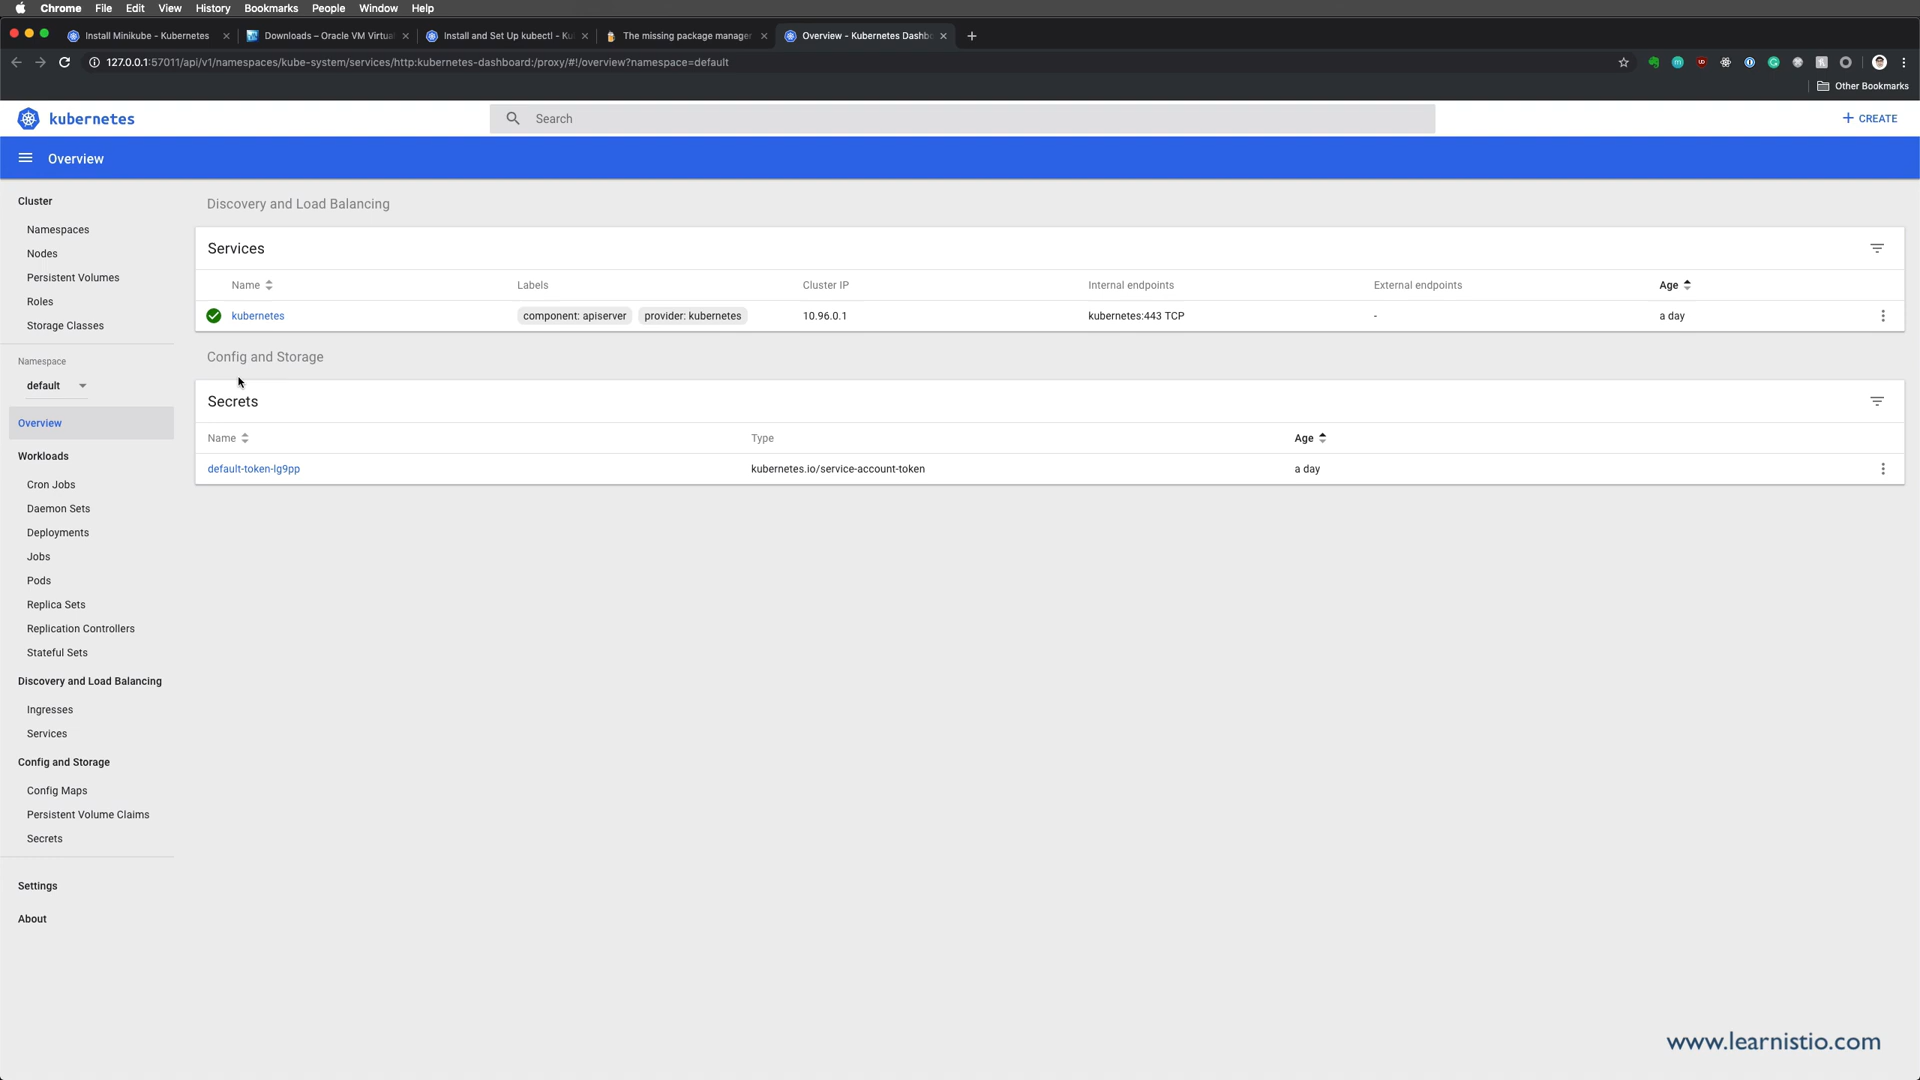 Chrome File Edit View History Bookmarks People Window Help
Install Minikube - Kubernetes
Downloads – Oracle VM Virtua
Install and Set Up kubectl - Ku
The missing package manager
Overview - Kubernetes Dashbo
127.0.0.1:57011/api/v1/namespaces/kube-system/services/http:kubernetes-dashboard:/proxy/#!/overview?namespace=default
Other Bookmarks
kubernetes
Search
CREATE
Overview
Cluster
Namespaces
Nodes
Persistent Volumes
Roles
Storage Classes
Namespace
default
Overview
Workloads
Cron Jobs
Daemon Sets
Deployments
Jobs
Pods
Replica Sets
Replication Controllers
Stateful Sets
Discovery and Load Balancing
Ingresses
Services
Config and Storage
Config Maps
Persistent Volume Claims
Secrets
Settings
About
Discovery and Load Balancing
Services
Name Labels Cluster IP Internal endpoints External endpoints Age
kubernetes component: apiserver provider: kubernetes 10.96.0.1 kubernetes:443 TCP - a day
Config and Storage
Secrets
Name Type Age
default-token-lg9pp kubernetes.io/service-account-token a day
www.learnistio.com